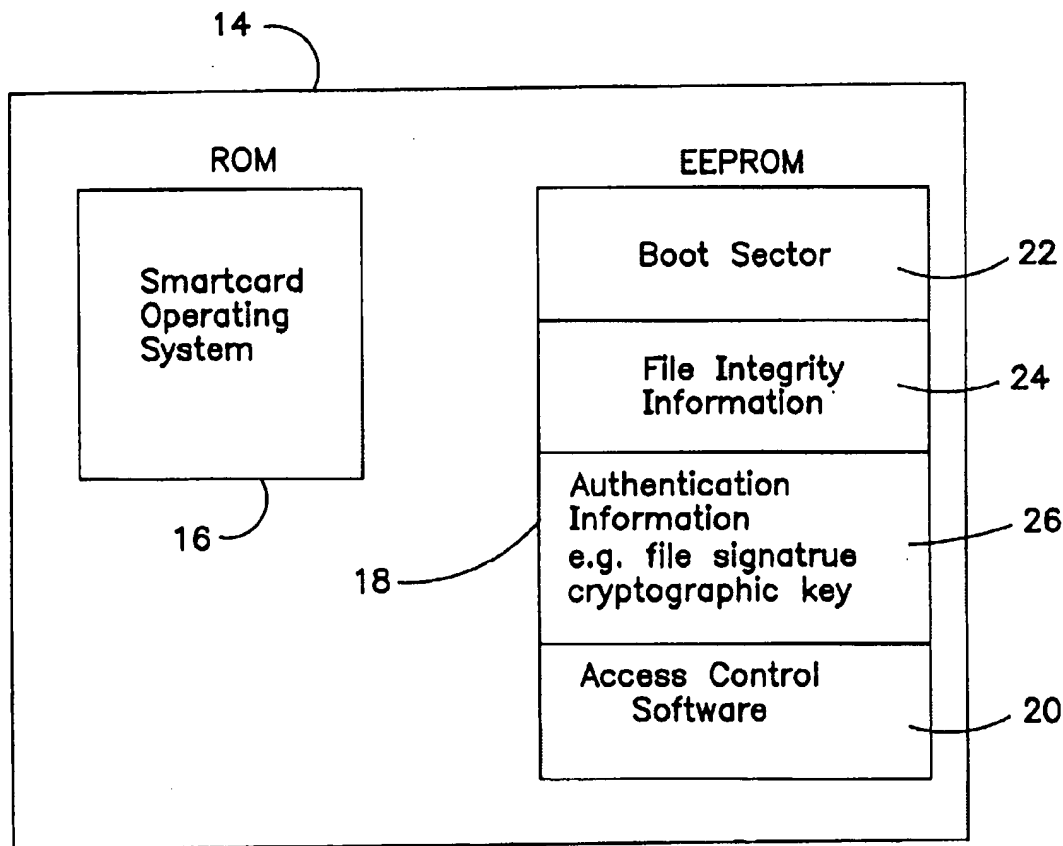 14
ROM
EEPROM
Smartcard
Operating
System
16
18
Boot Sector
22
File Integrity
Information
24
Authentication
Information
e.g. file signatrue
cryptographic key
26
Access Control
Software
20